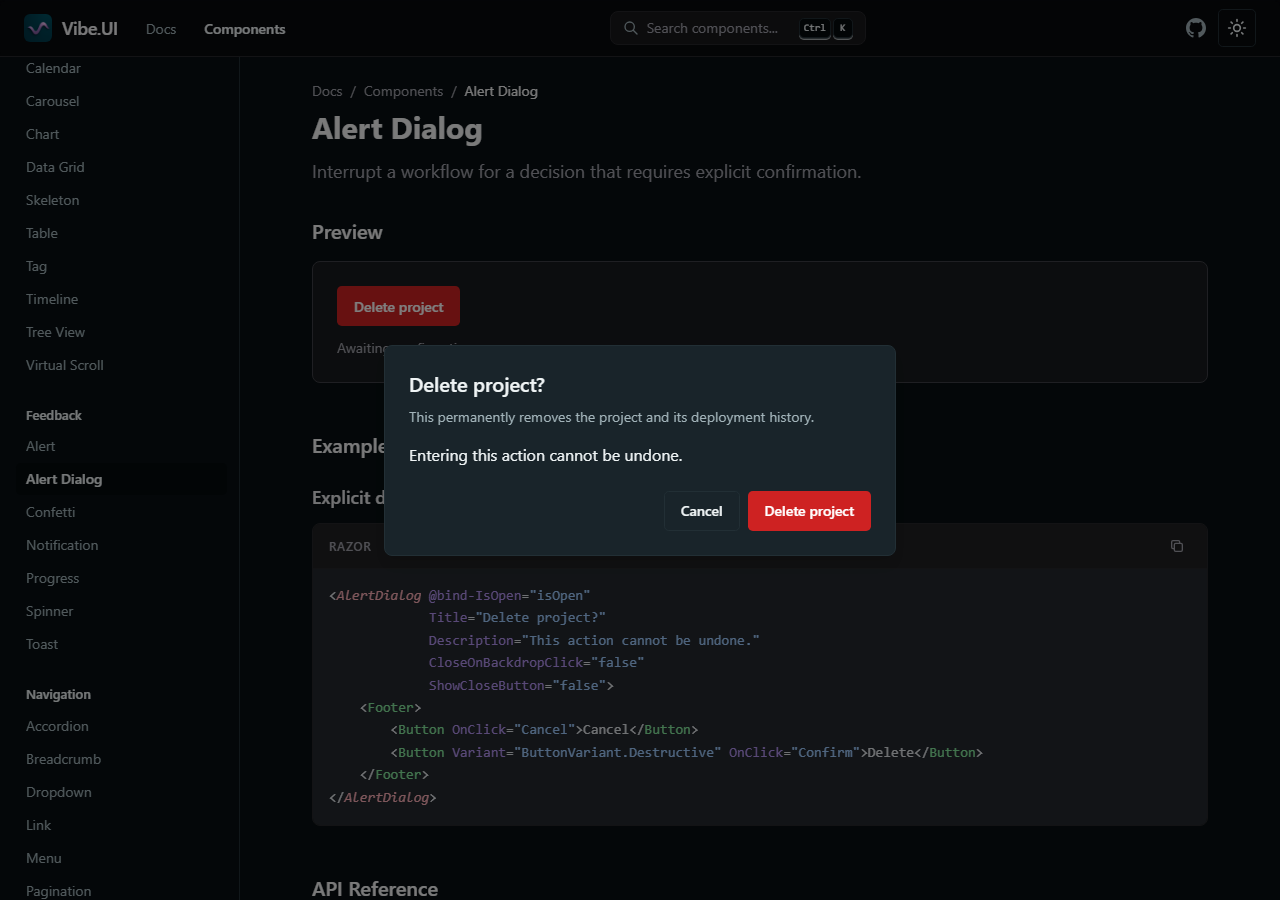 Vibe.UI
Docs
Components
Search components...
Ctrl
K
Calendar
Carousel
Chart
Data Grid
Skeleton
Table
Tag
Timeline
Tree View
Virtual Scroll
Feedback
Alert
Alert Dialog
Confetti
Notification
Progress
Spinner
Toast
Navigation
Accordion
Breadcrumb
Dropdown
Link
Menu
Pagination
Docs / Components / Alert Dialog
Alert Dialog
Interrupt a workflow for a decision that requires explicit confirmation.
Preview
Delete project
Delete project?
This permanently removes the project and its deployment history.
Entering this action cannot be undone.
Cancel
Delete project
Explicit
RAZOR
<AlertDialog @bind-IsOpen="isOpen"
Title="Delete project?"
Description="This action cannot be undone."
CloseOnBackdropClick="false"
ShowCloseButton="false">
<Footer>
<Button OnClick="Cancel">Cancel</Button>
<Button Variant="ButtonVariant.Destructive" OnClick="Confirm">Delete</Button>
</Footer>
</AlertDialog>
API Reference